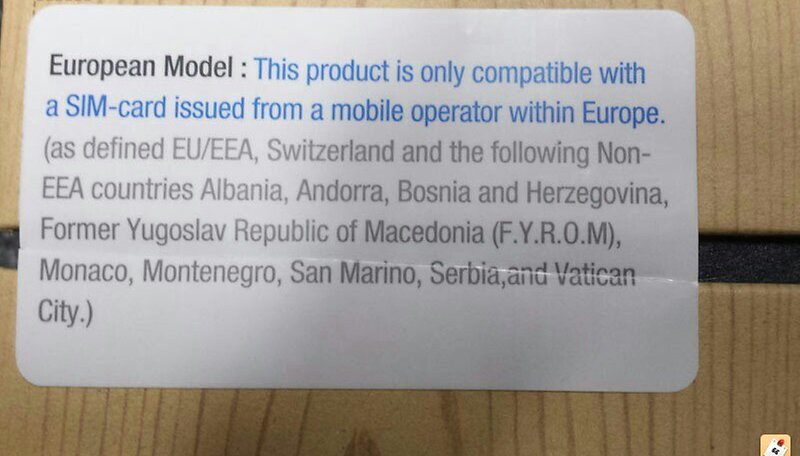 European Model : This product is only compatible with
a SIM-card issued from a mobile operator within Europe.
(as defined EU/EEA, Switzerland and the following Non-
EEA countries Albania, Andorra, Bosnia and Herzegovina,
Former Yugoslav Republic of Macedonia (F.Y.R.O.M),
Monaco, Montenegro, San Marino, Serbia,and Vatican
City.)